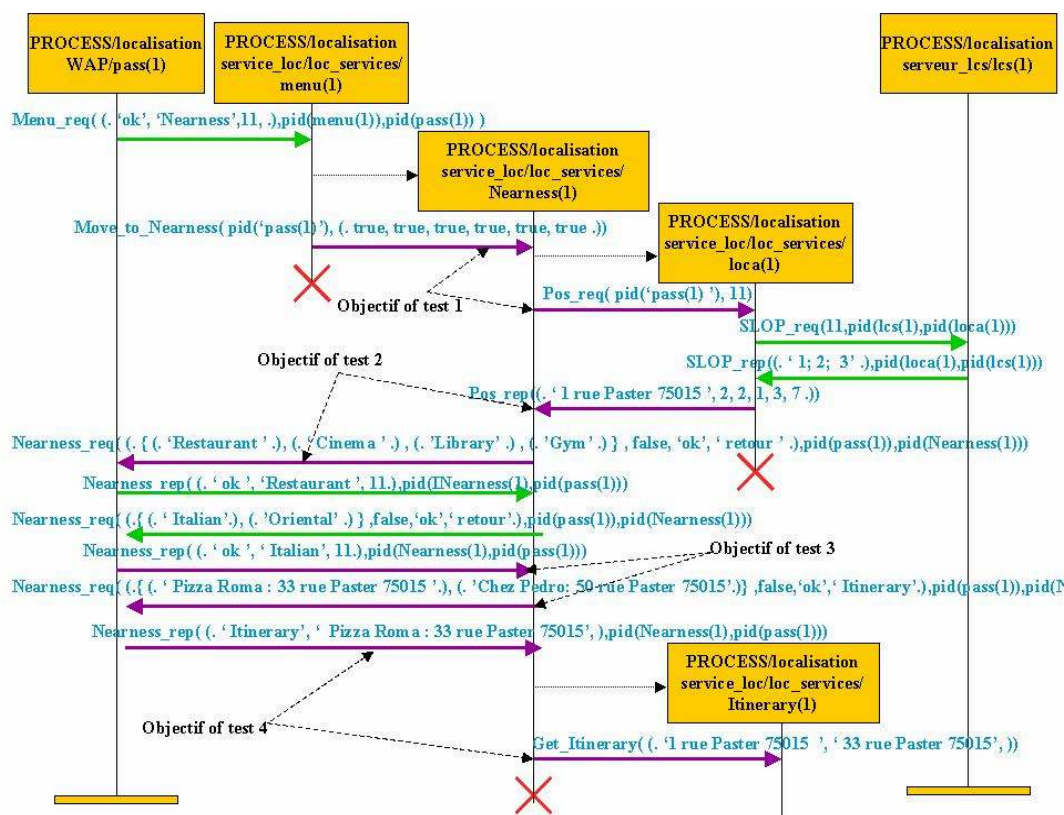 PROCESS/localisation
WAP/pass(1)
PROCESS/localisation
service_loc/loc_services/
menu(1)
PROCESS/localisation
serveur_lcs/lcs(1)
Menu_req( (. ‘ok’, ‘Nearness’,11, .),pid(menu(1)),pid(pass(1)) )
PROCESS/localisation
service_loc/loc_services/
Nearness(1)
Move_to_Nearness( pid(‘pass(1)’), (. true, true, true, true, true, true .))
PROCESS/localisation
service_loc/loc_services/
loca(1)
Objectif of test 1
Pos_req( pid(‘pass(1) ’), 11)
SLOP_req(11,pid(lcs(1),pid(loca(1)))
Objectif of test 2
SLOP_rep((. ‘ 1; 2; 3’ .),pid(loca(1),pid(lcs(1)))
Pos_rep((. ‘ 1 rue Paster 75015 ’, 2, 2, 1, 3, 7 .))
Nearness_req( (. { (. ‘Restaurant ’ .), (. ‘ Cinema ’ .) , (. ’Library’ .) , (. ’Gym’ .) } , false, ‘ok’, ‘ retour ’ .),pid(pass(1)),pid(Nearness(1)))
Nearness_rep( (. ‘ ok ’, ‘Restaurant ’, 11.),pid(INearness(1),pid(pass(1)))
Nearness_req( (.{ (. ‘ Italian’.), (. ’Oriental’ .) } ,false,‘ok’,‘ retour’.),pid(pass(1)),pid(Nearness(1)))
Nearness_rep( (. ‘ ok ’, ‘ Italian’, 11.),pid(Nearness(1),pid(pass(1)))
Objectif of test 3
Nearness_req( (.{ (. ‘ Pizza Roma : 33 rue Paster 75015 ’.), (. ’Chez Pedro: 50 rue Paster 75015’.)} ,false,‘ok’,‘ Itinerary’.),pid(pass(1)),pid(N
Nearness_rep( (. ‘ Itinerary’, ‘ Pizza Roma : 33 rue Paster 75015’, ),pid(Nearness(1),pid(pass(1)))
PROCESS/localisation
service_loc/loc_services/
Itinerary(1)
Objectif of test 4
Get_Itinerary( (. ‘1 rue Paster 75015 ’, ‘ 33 rue Paster 75015’, ))